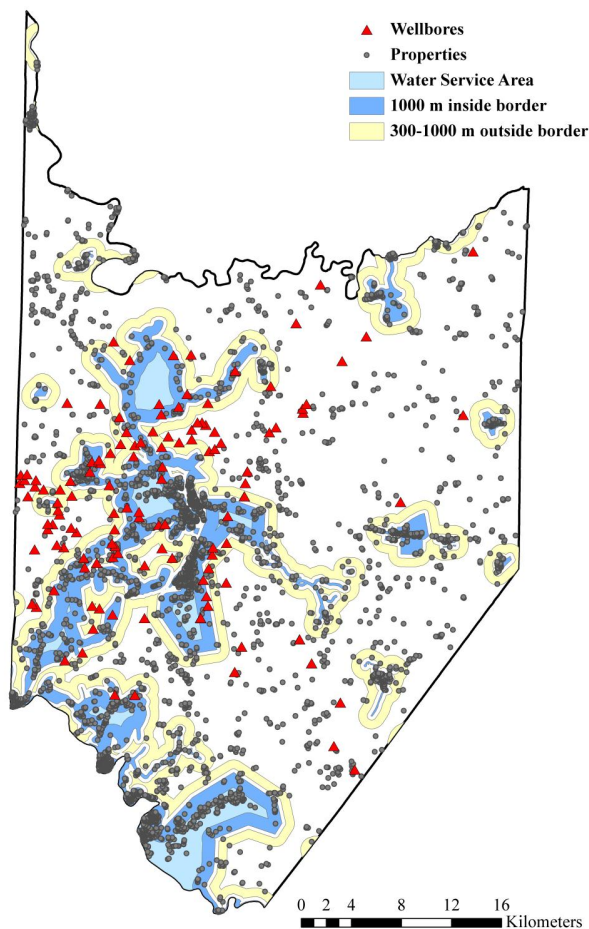 Wellbores
Properties
Water Service Area
1000 m inside border
300-1000 m outside border
0 2 4 8 12 16
Kilometers